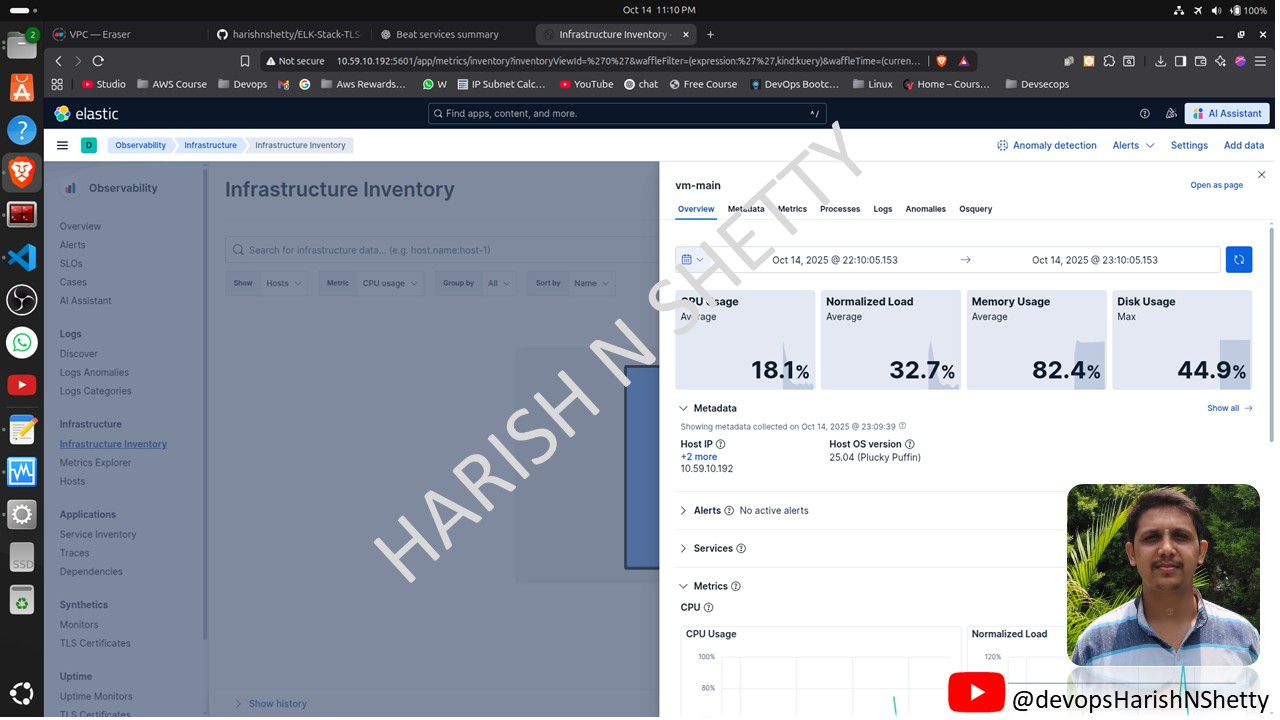 Oct 14 11:10 PM
100%
2
VPC — Eraser
harishnshetty/ELK-Stack-TLS
Beat services summary
Infrastructure Inventory
Not secure 10.59.10.192:5601/app/metrics/inventory?inventoryViewId=%270%27&waffleFilter=(expression:%27%27,kind:kuery)&waffleTime=(curren...
Studio AWS Course Devops Aws Rewards... W IP Subnet Calc... YouTube chat Free Course DevOps Bootc... Linux Home – Cours... Devsecops
elastic
Find apps, content, and more. ^/
AI Assistant
D Observability Infrastructure Infrastructure Inventory
Anomaly detection Alerts Settings Add data
Observability
Overview
Alerts
SLOs
Cases
AI Assistant
Logs
Discover
Logs Anomalies
Logs Categories
Infrastructure
Infrastructure Inventory
Metrics Explorer
Hosts
Applications
Service Inventory
Traces
Dependencies
Synthetics
Monitors
TLS Certificates
Uptime
Uptime Monitors
TLS Certificates
SSD
Infrastructure Inventory
Search for infrastructure data... (e.g. host.name:host-1)
Show Hosts Metric CPU usage Group by All Sort by Name
Show history
vm-main
Open as page
Overview Metadata Metrics Processes Logs Anomalies Osquery
Oct 14, 2025 @ 22:10:05.153 → Oct 14, 2025 @ 23:10:05.153
CPU Usage
Average
18.1%
Normalized Load
Average
32.7%
Memory Usage
Average
82.4%
Disk Usage
Max
44.9%
Metadata
Show all
Showing metadata collected on Oct 14, 2025 @ 23:09:39
Host IP
+2 more
10.59.10.192
Host OS version
25.04 (Plucky Puffin)
Alerts No active alerts
Services
Metrics
CPU
CPU Usage
100%
80%
Normalized Load
120%
HARISH N SHETTY
@devopsHarishNShetty